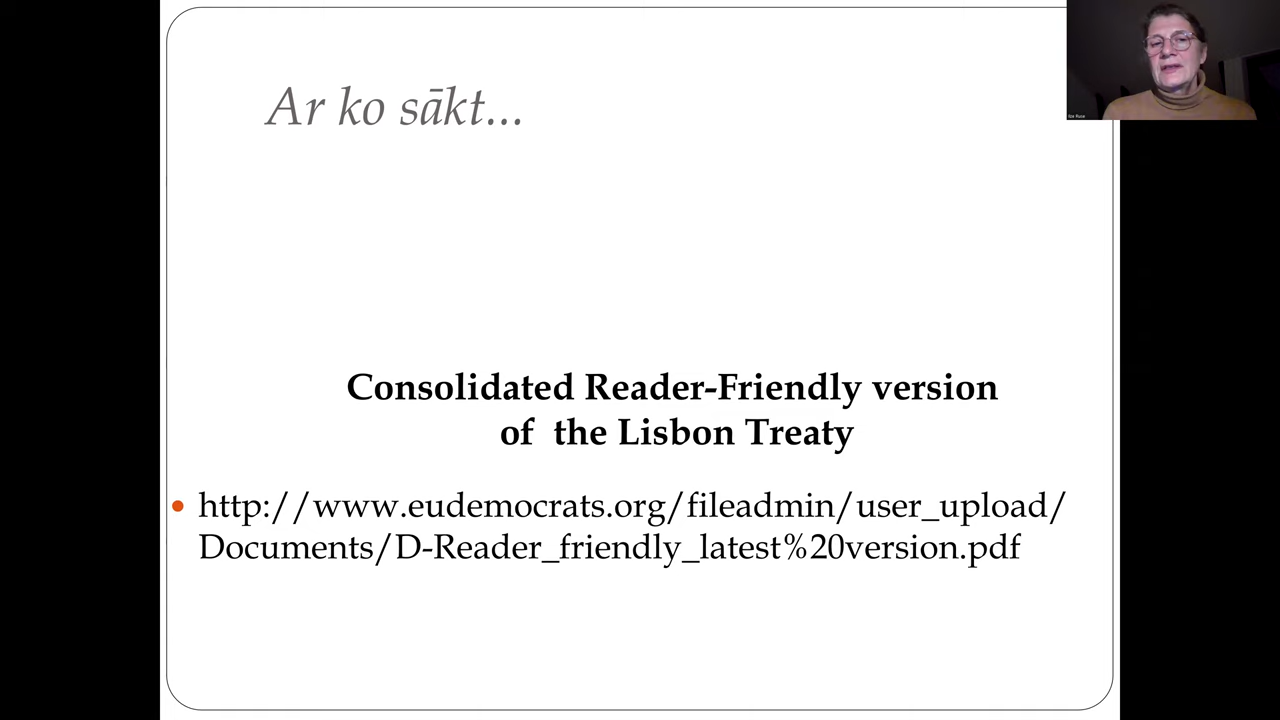 Ar ko sākt...
Consolidated Reader-Friendly version
of the Lisbon Treaty
http://www.eudemocrats.org/fileadmin/user_upload/
Documents/D-Reader_friendly_latest%20version.pdf